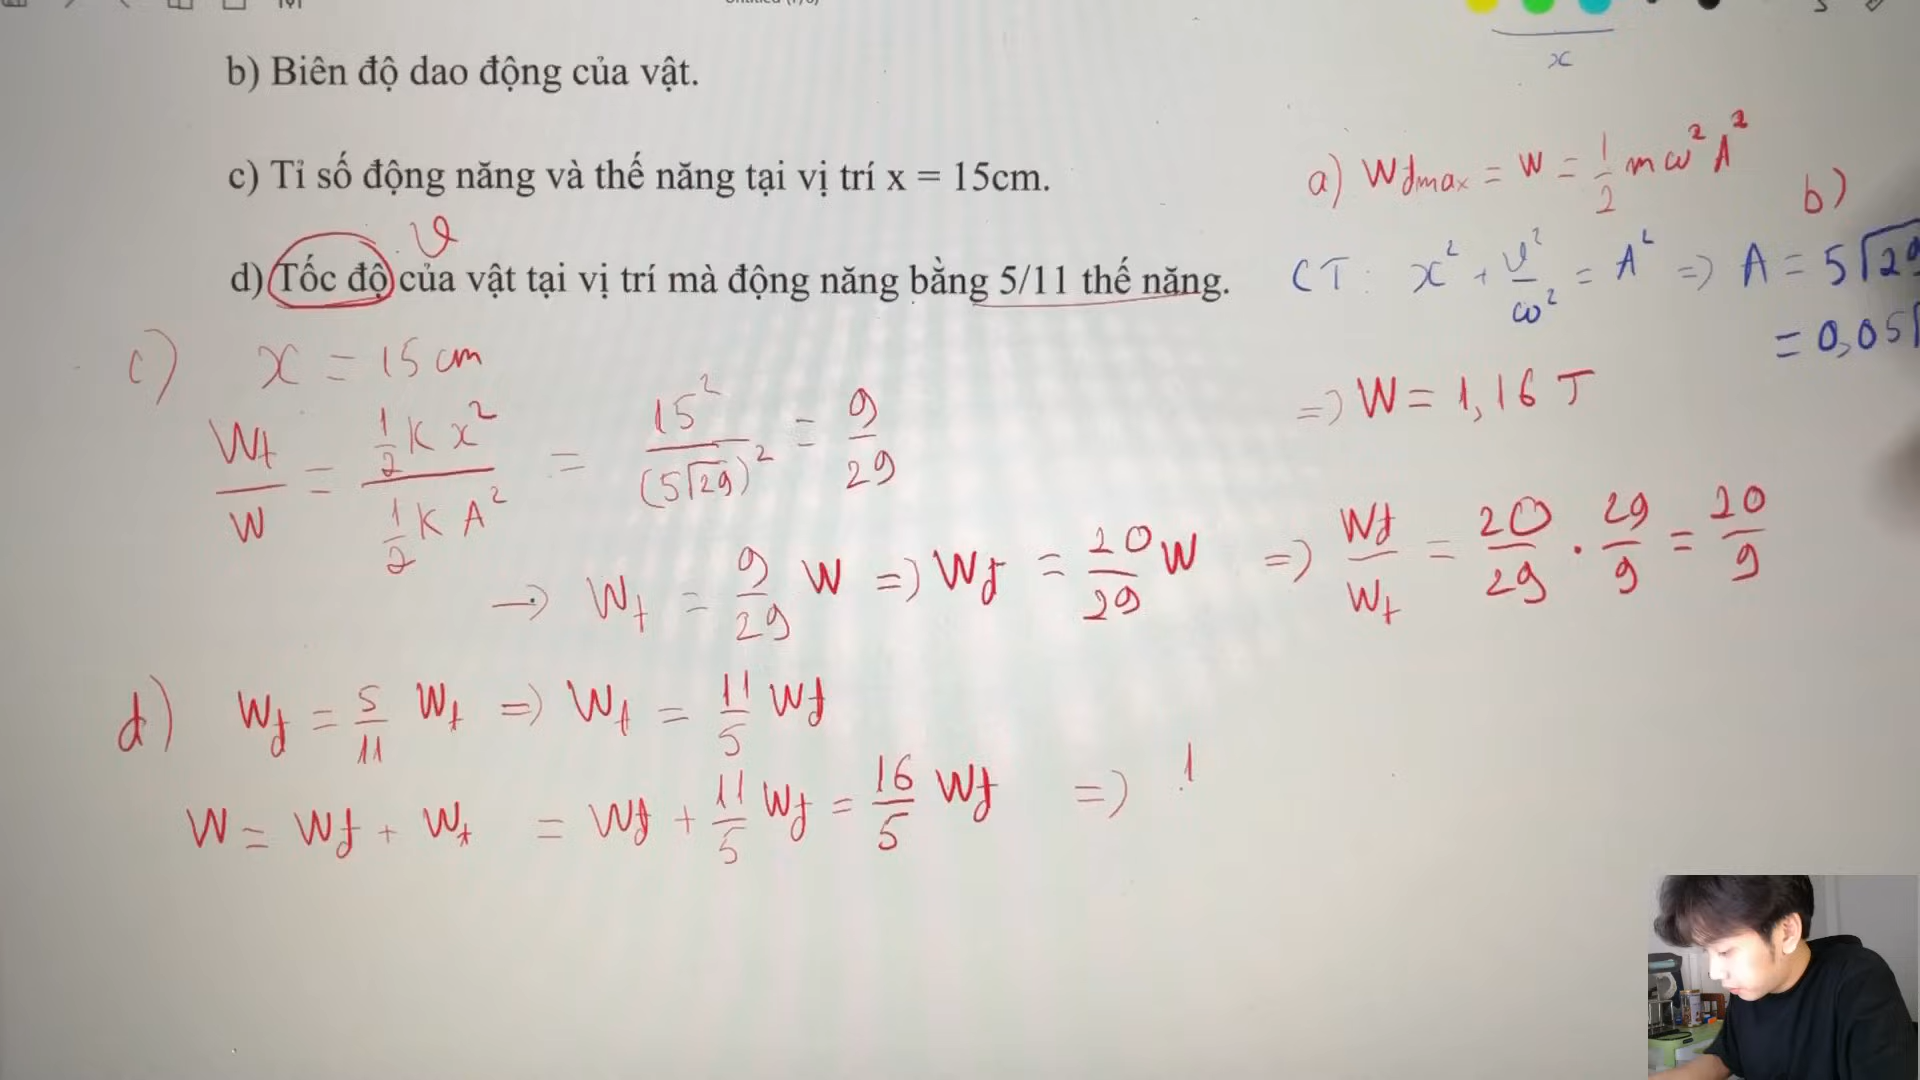 x
b) Biên độ dao động của vật.
a) Wđmax = W = 1/2 mω² A²
b)
c) Tỉ số động năng và thế năng tại vị trí x = 15cm.
v
d) Tốc độ của vật tại vị trí mà động năng bằng 5/11 thế năng.
CT: x² + v²/ω² = A² => A = 5√29
= 0,05√
=> W = 1,16 J
c) x = 15 cm
Wt/W = (1/2 K x²)/(1/2 K A²) = 15²/(5√29)² = 9/29
→ Wt = 9/29 W => Wđ = 20/29 W => Wđ/Wt = 20/29 . 29/9 = 20/9
d) Wđ = 5/11 Wt => Wt = 11/5 Wđ
W = Wđ + Wt = Wđ + 11/5 Wđ = 16/5 Wđ => 1